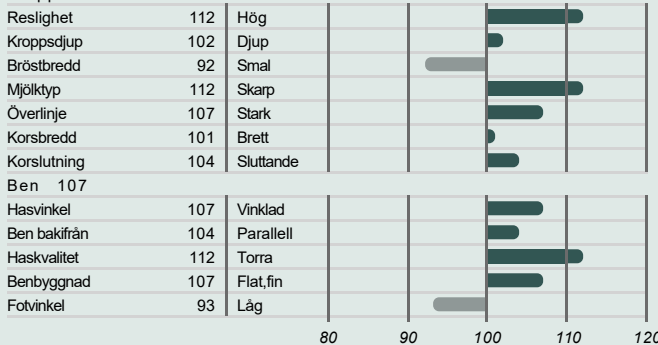 Reslighet 112 Hög
Kroppsdjup 102 Djup
Bröstbredd 92 Smal
Mjölktyp 112 Skarp
Överlinje 107 Stark
Korsbredd 101 Brett
Korslutning 104 Sluttande
Ben 107
Hasvinkel 107 Vinklad
Ben bakifrån 104 Parallell
Haskvalitet 112 Torra
Benbyggnad 107 Flat,fin
Fotvinkel 93 Låg
80 90 100 110 120